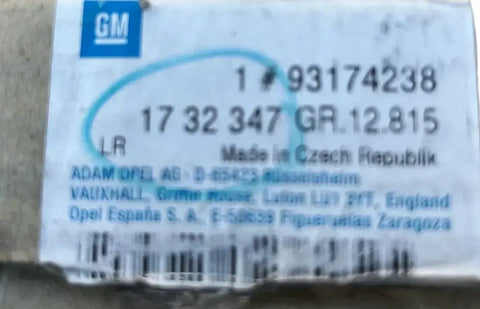 GM
1 # 93174238
17 32 347 GR.12.815
LR
Made in Czech Republik
ADAM OPEL AG - D-65423 Rüsselsheim
VAUXHALL, Griffin House, Luton LU1 3YT, England
Opel España S. A., E-50639 Figueruelas Zaragoza